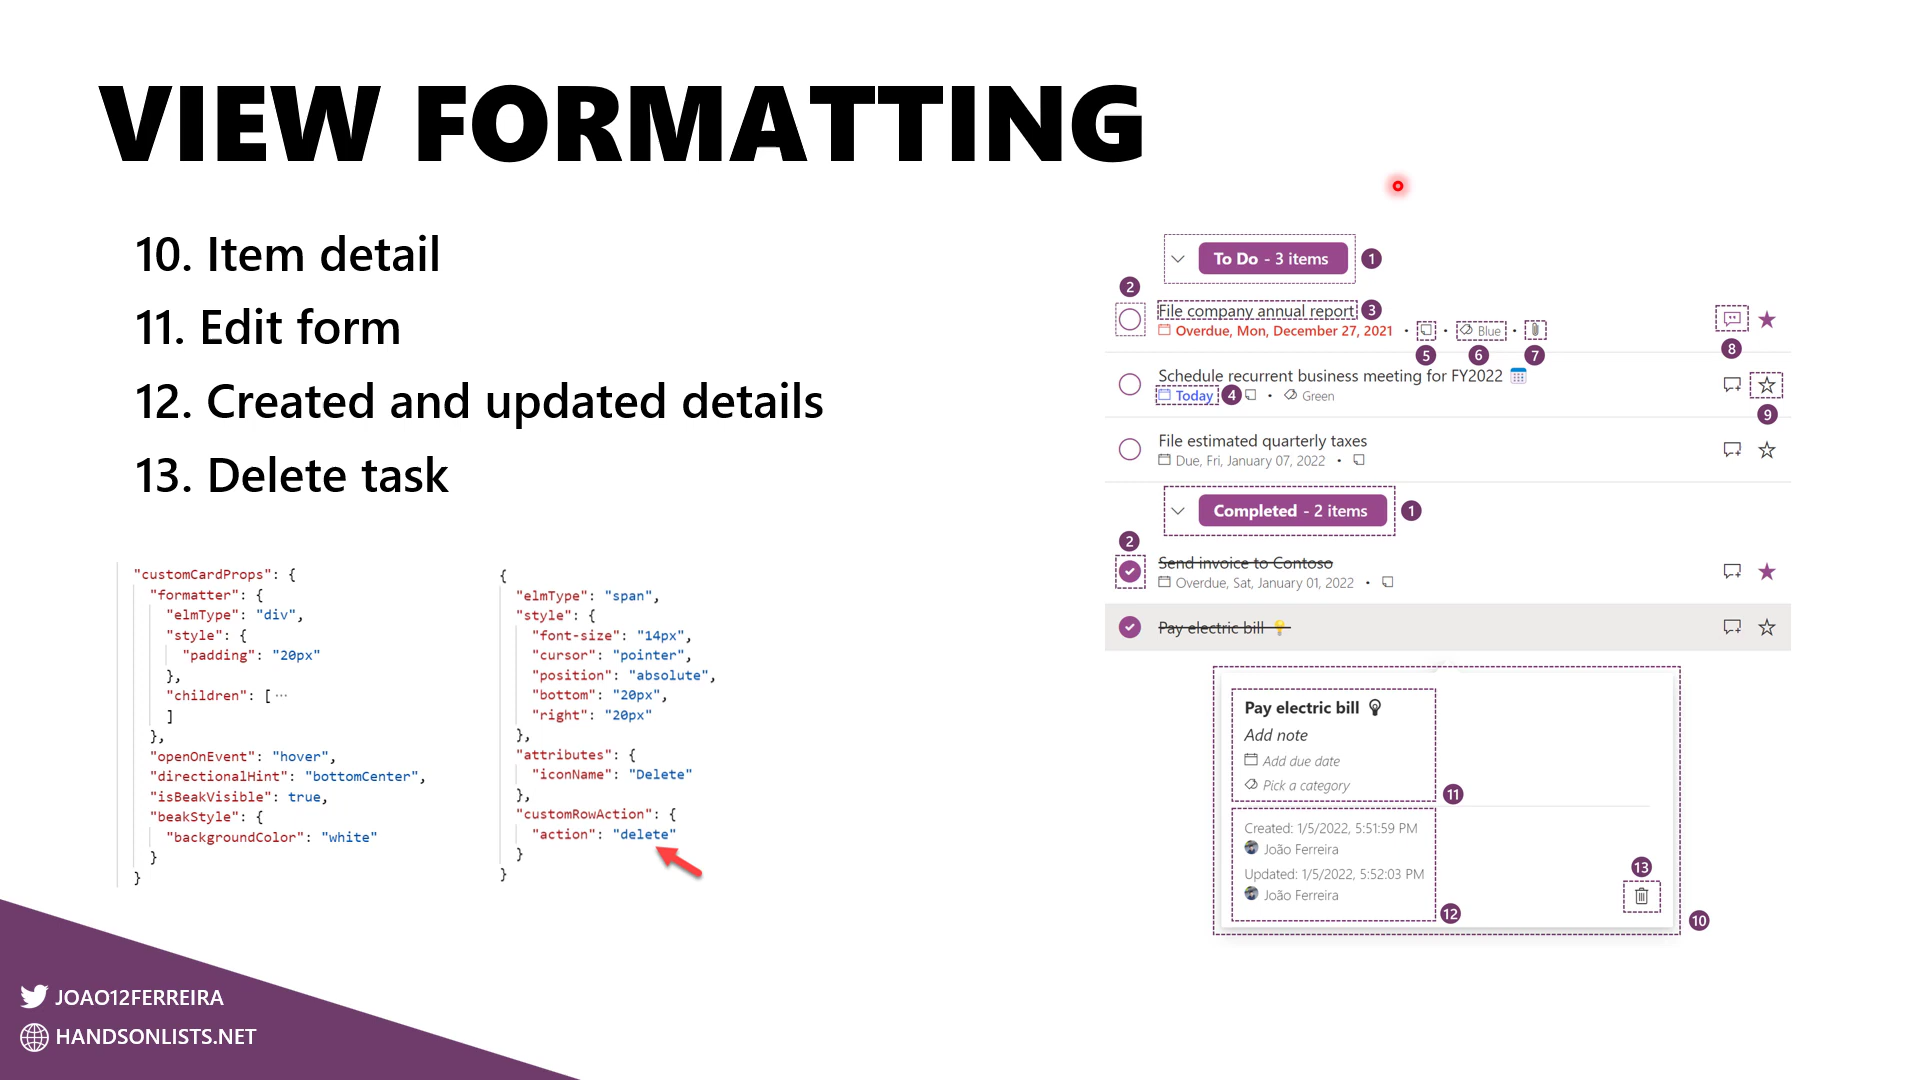 VIEW FORMATTING
10. Item detail
11. Edit form
12. Created and updated details
13. Delete task
"customCardProps": {
"formatter": {
"elmType": "div",
"style": {
"padding": "20px"
},
"children": [ ···
]
},
"openOnEvent": "hover",
"directionalHint": "bottomCenter",
"isBeakVisible": true,
"beakStyle": {
"backgroundColor": "white"
}
}
{
"elmType": "span",
"style": {
"font-size": "14px",
"cursor": "pointer",
"position": "absolute",
"bottom": "20px",
"right": "20px"
},
"attributes": {
"iconName": "Delete"
},
"customRowAction": {
"action": "delete"
}
}
To Do - 3 items 1
2
File company annual report 3
Overdue, Mon, December 27, 2021 • • Blue •
5 6 7 8
Schedule recurrent business meeting for FY2022
Today 4 • Green
9
File estimated quarterly taxes
Due, Fri, January 07, 2022 •
Completed - 2 items 1
2
Send invoice to Contoso
Overdue, Sat, January 01, 2022 •
Pay electric bill
Pay electric bill
Add note
Add due date
Pick a category
11
Created: 1/5/2022, 5:51:59 PM
João Ferreira
Updated: 1/5/2022, 5:52:03 PM
João Ferreira
13
12
10
JOAO12FERREIRA
HANDSONLISTS.NET